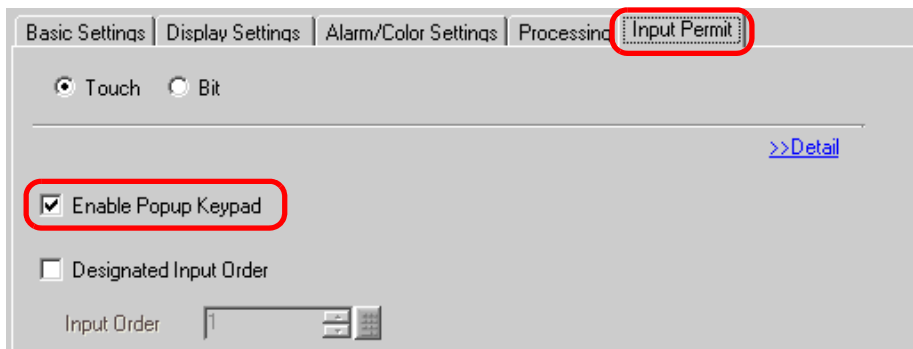 Basic Settings Display Settings Alarm/Color Settings Processing Input Permit
Touch Bit
>>Detail
Enable Popup Keypad
Designated Input Order
Input Order 1